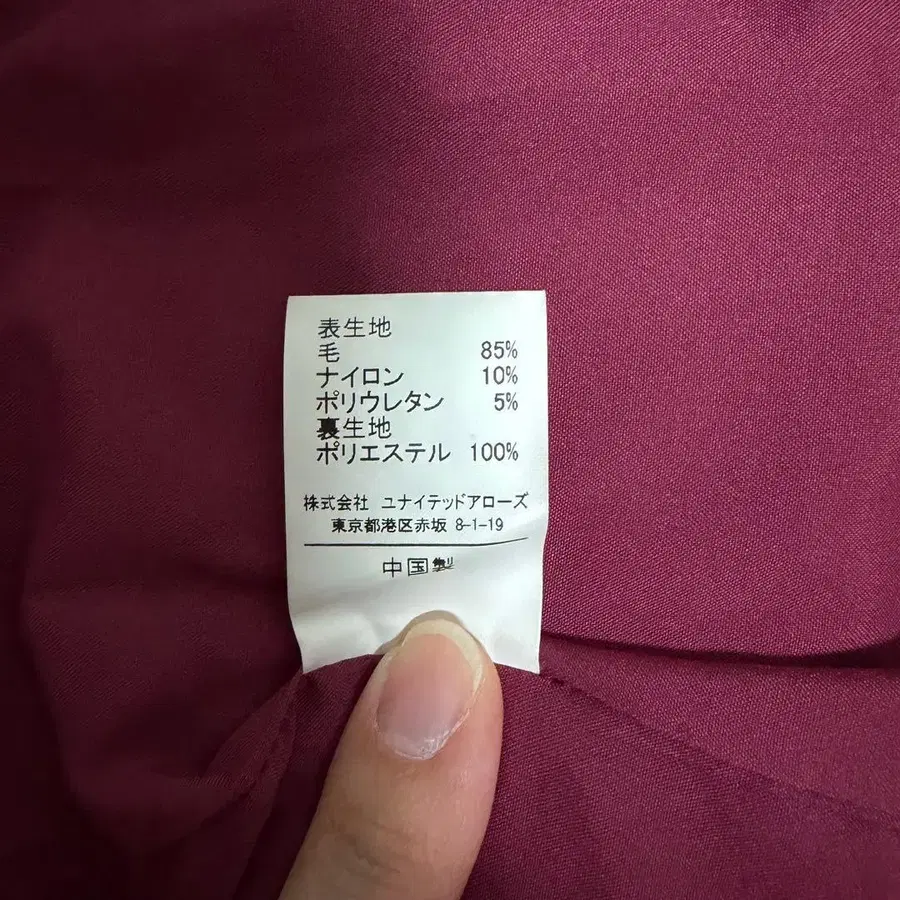 表生地
毛 85%
ナイロン 10%
ポリウレタン 5%
裏生地
ポリエステル 100%
株式会社 ユナイテッドアローズ
東京都港区赤坂 8-1-19
中国製